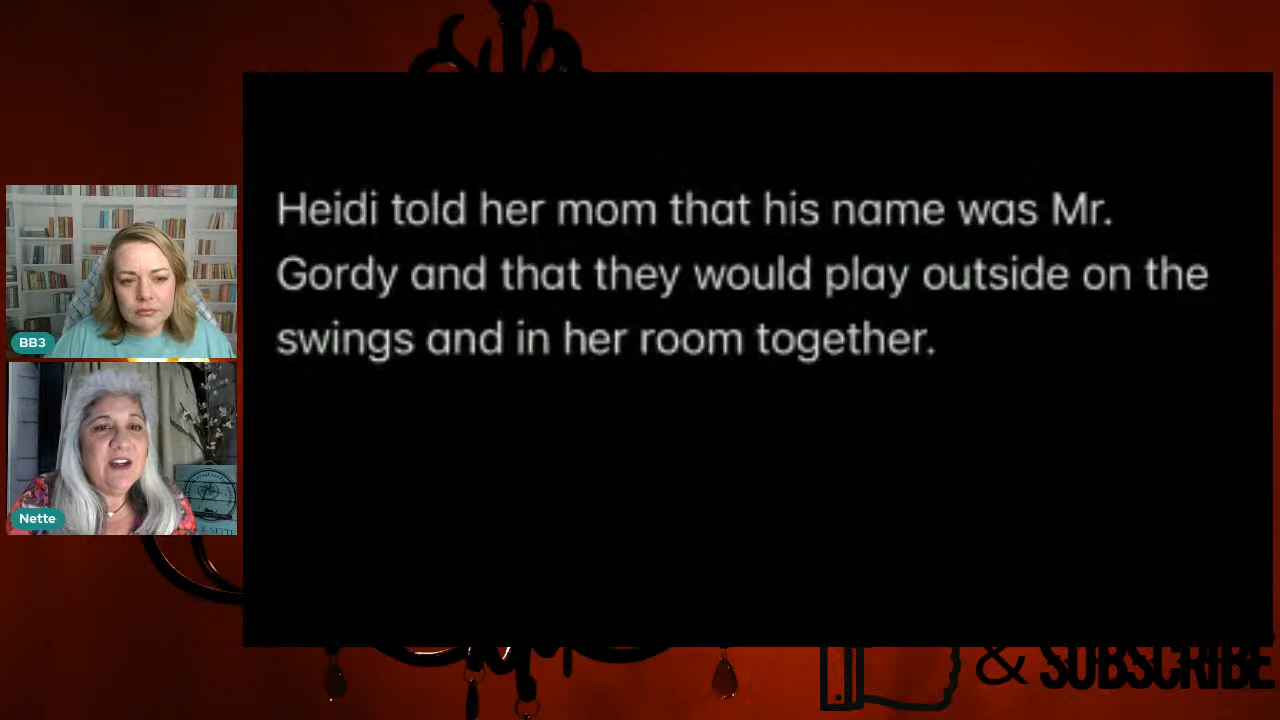 Heidi told her mom that his name was Mr.
Gordy and that they would play outside on the
swings and in her room together.
BB3
Nette
& SUBSCRIBE